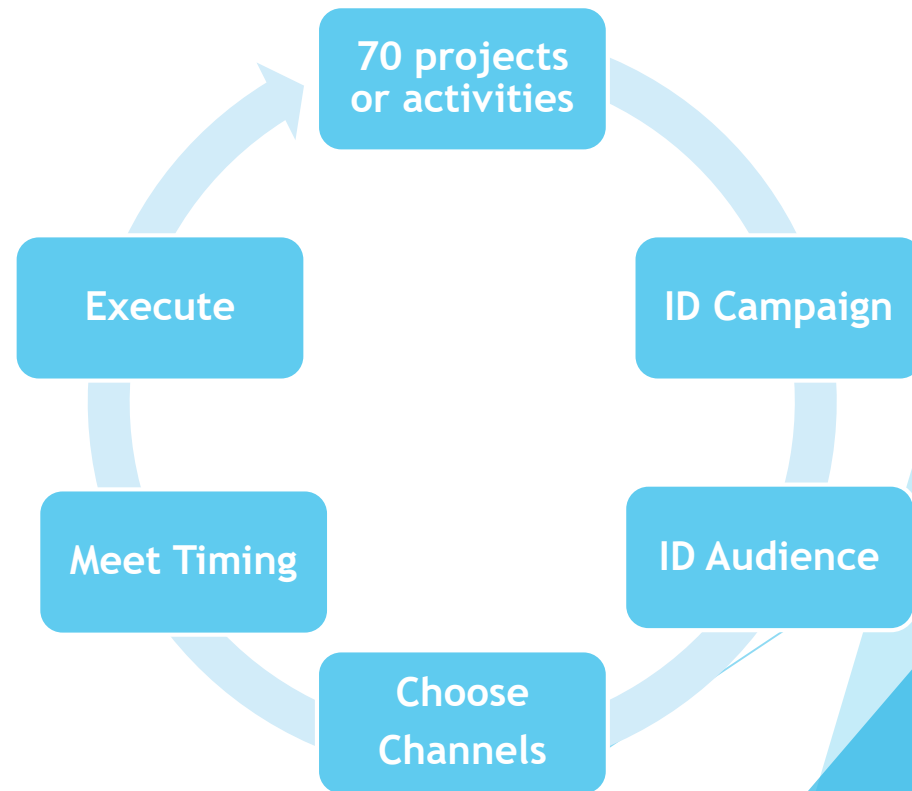 70 projects
or activities
ID Campaign
ID Audience
Choose
Channels
Meet Timing
Execute